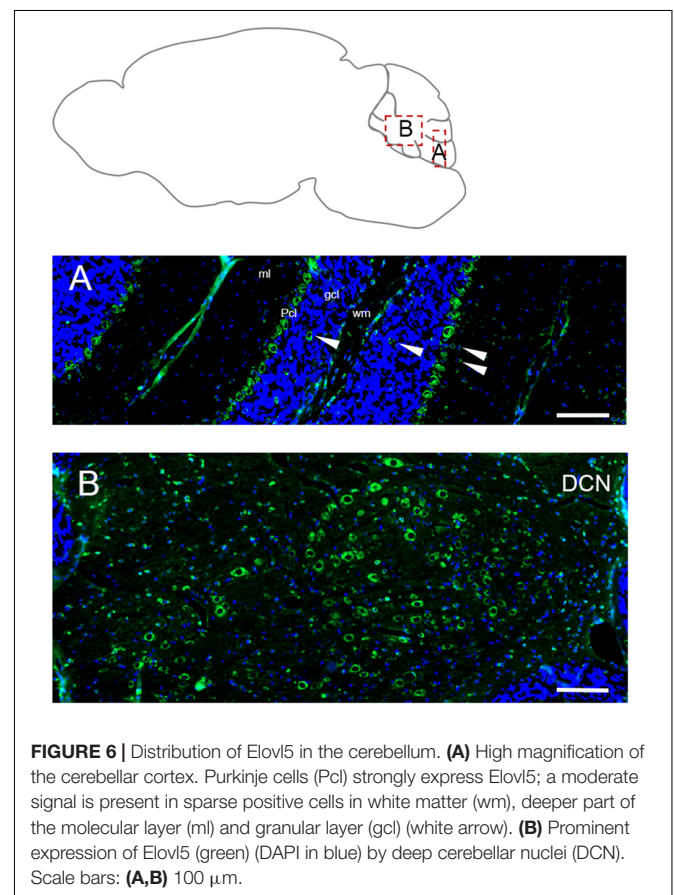 B
A
A
ml
gcl
Pcl
wm
B
DCN
FIGURE 6 | Distribution of Elovl5 in the cerebellum. (A) High magnification of
the cerebellar cortex. Purkinje cells (Pcl) strongly express Elovl5; a moderate
signal is present in sparse positive cells in white matter (wm), deeper part of
the molecular layer (ml) and granular layer (gcl) (white arrow). (B) Prominent
expression of Elovl5 (green) (DAPI in blue) by deep cerebellar nuclei (DCN).
Scale bars: (A,B) 100 μm.